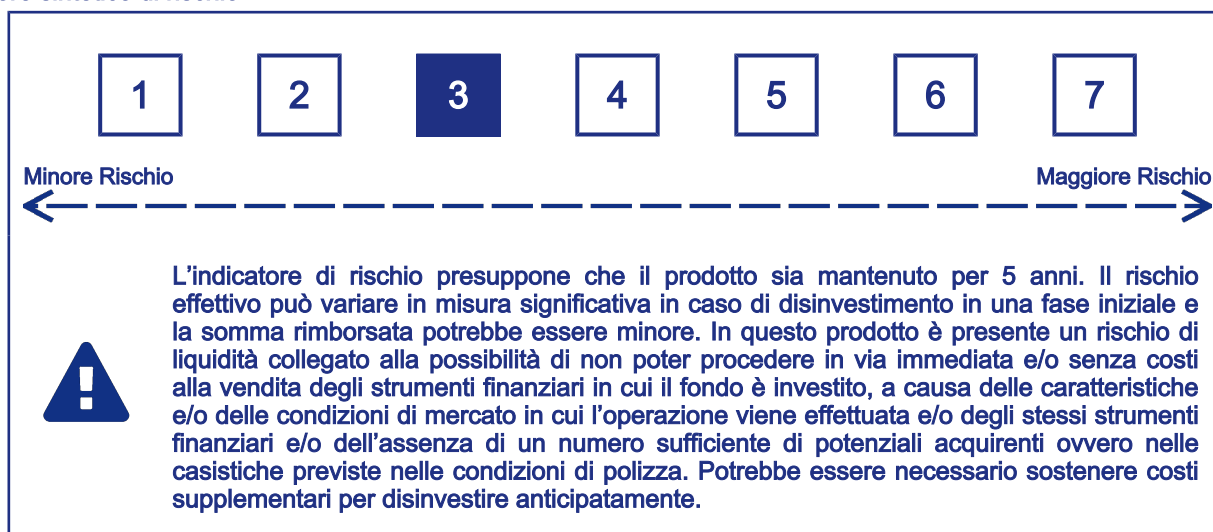 1 2 3 4 5 6 7
Minore Rischio Maggiore Rischio
L'indicatore di rischio presuppone che il prodotto sia mantenuto per 5 anni. Il rischio
effettivo può variare in misura significativa in caso di disinvestimento in una fase iniziale e
la somma rimborsata potrebbe essere minore. In questo prodotto è presente un rischio di
liquidità collegato alla possibilità di non poter procedere in via immediata e/o senza costi
alla vendita degli strumenti finanziari in cui il fondo è investito, a causa delle caratteristiche
e/o delle condizioni di mercato in cui l'operazione viene effettuata e/o degli stessi strumenti
finanziari e/o dell'assenza di un numero sufficiente di potenziali acquirenti ovvero nelle
casistiche previste nelle condizioni di polizza. Potrebbe essere necessario sostenere costi
supplementari per disinvestire anticipatamente.